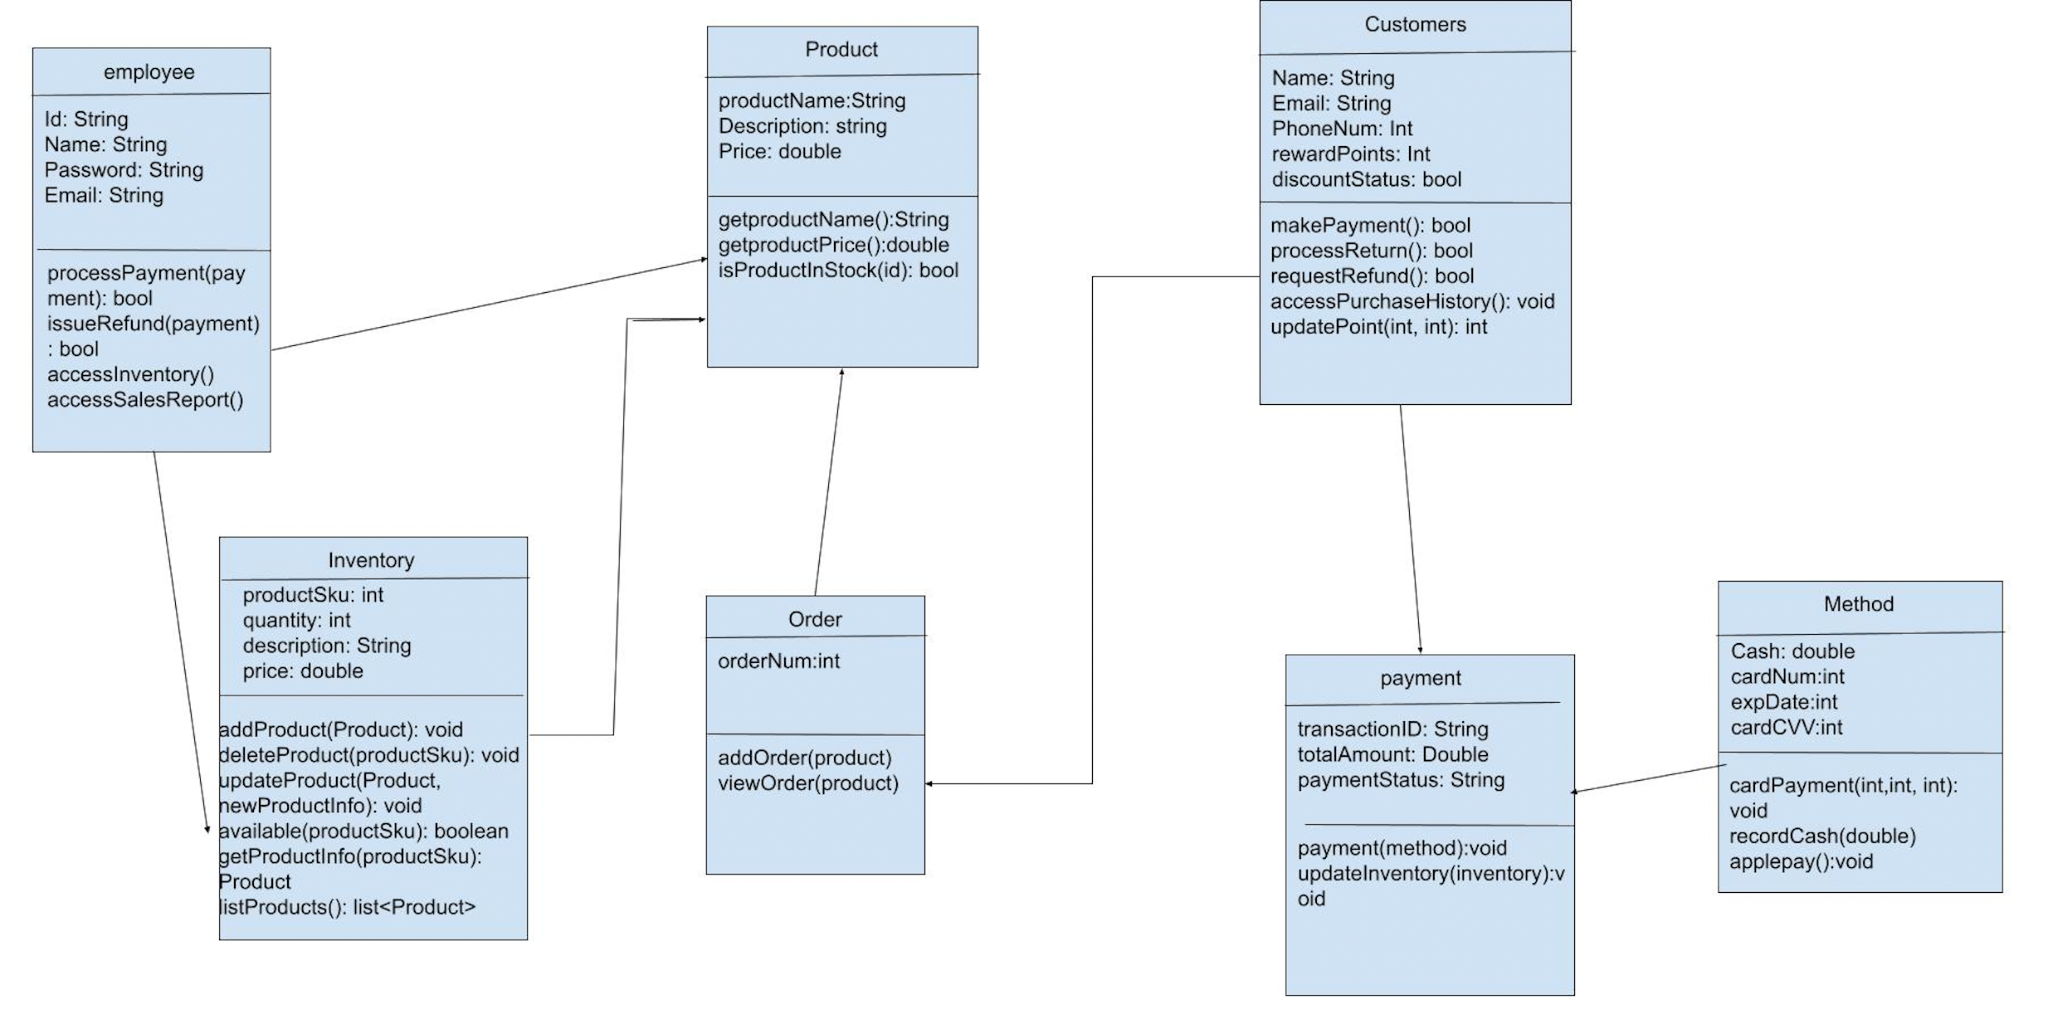 employee
Id: String
Name: String
Password: String
Email: String
processPayment(pay
ment): bool
issueRefund(payment)
: bool
accessInventory()
accessSalesReport()
Product
productName:String
Description: string
Price: double
getproductName():String
getproductPrice():double
isProductInStock(id): bool
Customers
Name: String
Email: String
PhoneNum: Int
rewardPoints: Int
discountStatus: bool
makePayment(): bool
processReturn(): bool
requestRefund(): bool
accessPurchaseHistory(): void
updatePoint(int, int): int
Inventory
productSku: int
quantity: int
description: String
price: double
addProduct(Product): void
deleteProduct(productSku): void
updateProduct(Product,
newProductInfo): void
available(productSku): boolean
getProductInfo(productSku):
Product
listProducts(): list<Product>
Order
orderNum:int
addOrder(product)
viewOrder(product)
payment
transactionID: String
totalAmount: Double
paymentStatus: String
payment(method):void
updateInventory(inventory):v
oid
Method
Cash: double
cardNum:int
expDate:int
cardCVV:int
cardPayment(int,int, int):
void
recordCash(double)
applepay():void